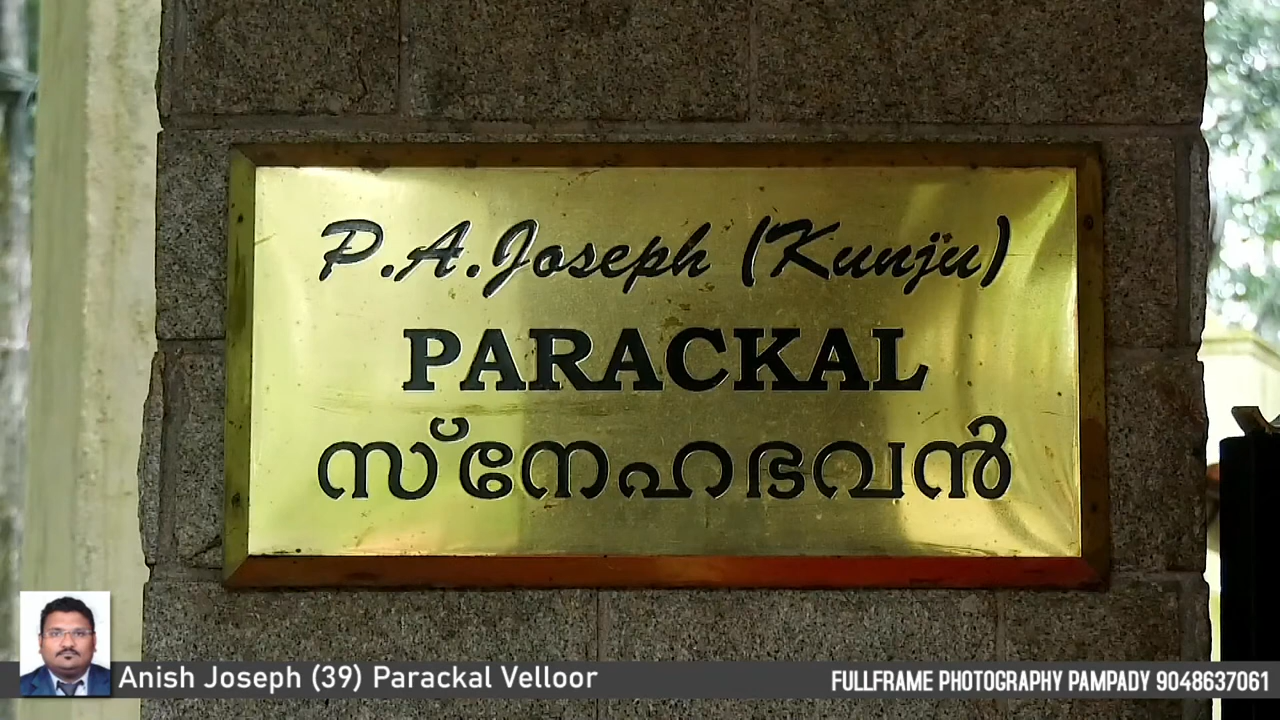 P.A.Joseph (Kunju)
PARACKAL
സ്നേഹഭവൻ
Anish Joseph (39) Parackal Velloor
FULLFRAME PHOTOGRAPHY PAMPADY 9048637061